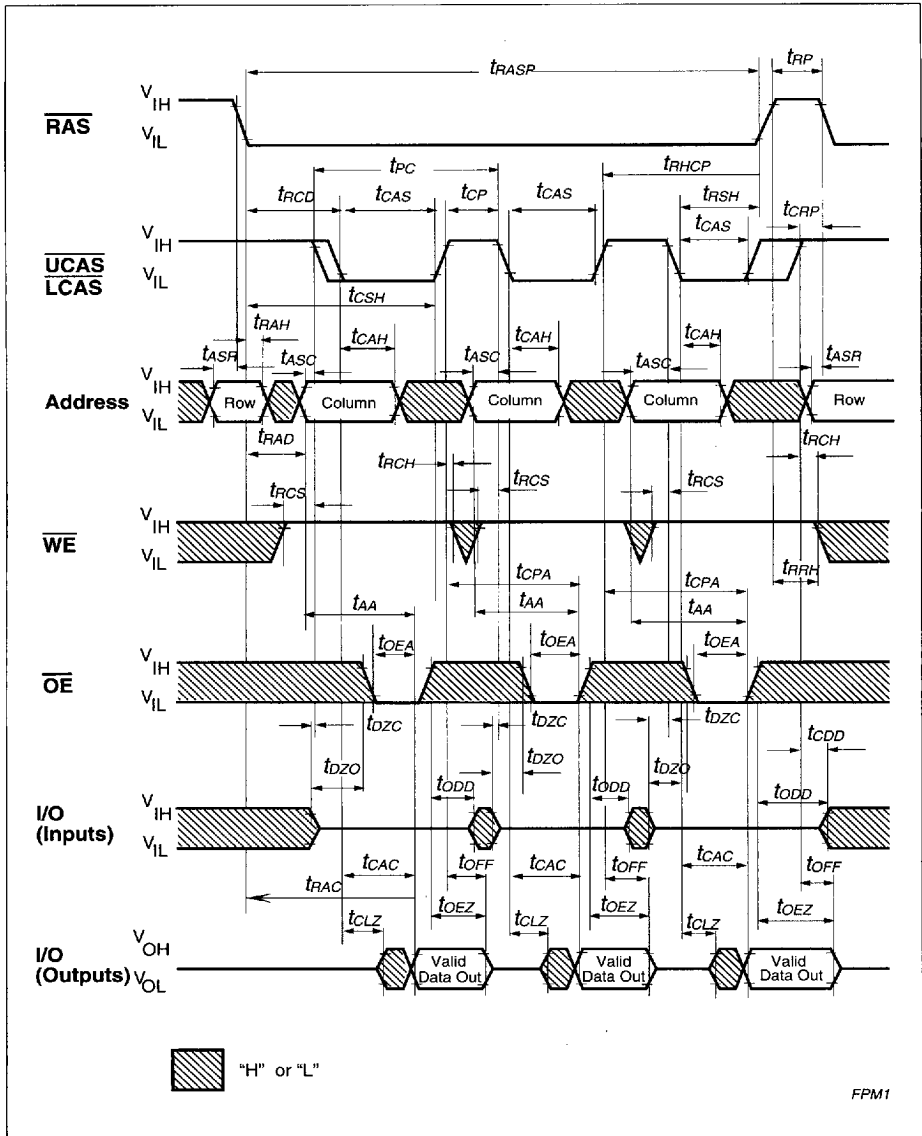 tRASP tRP
RAS VIH VIL
tPC tRHCP
tRCD tCAS tCP tCAS tRSH tCRP
tCAS
UCAS LCAS VIH VIL
tCSH
tRAH tCAH tCAH tCAH
tASR tASC tASC tASC tASR
Address VIH VIL Row Column Column Column Row
tRAD tRCH tRCH
tRCS tRCS tRCS
WE VIH VIL
tCPA tCPA tRRH
tAA tAA tAA
tOEA tOEA tOEA
OE VIH VIL
tDZC tDZC tDZC tCDD
tDZO tDZO tDZO
tODD tODD tODD
I/O (Inputs) VIH VIL
tCAC tOFF tCAC tOFF tCAC tOFF
tRAC tOEZ tOEZ tOEZ
tCLZ tCLZ tCLZ
I/O (Outputs) VOH VOL Valid Data Out Valid Data Out Valid Data Out
"H" or "L"
FPM1